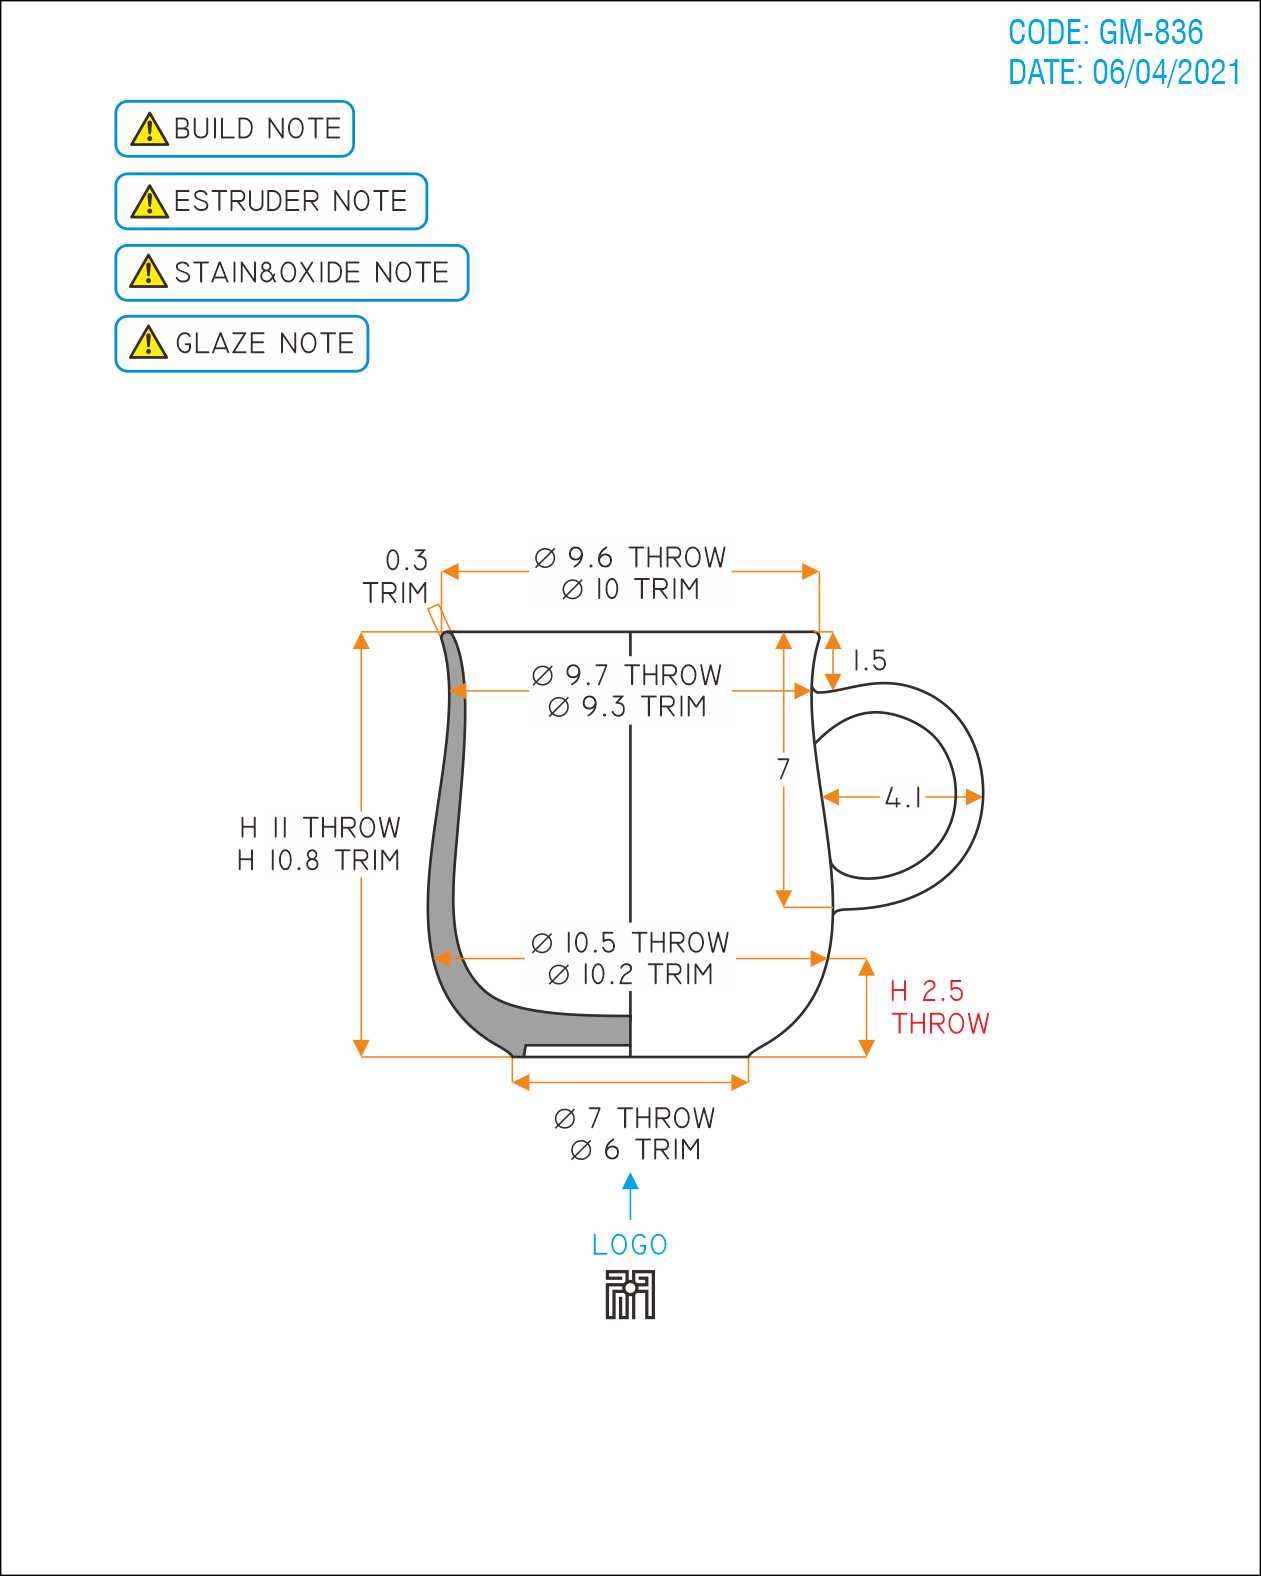 CODE: GM-836
DATE: 06/04/2021
BUILD NOTE
ESTRUDER NOTE
STAIN&OXIDE NOTE
GLAZE NOTE
0.3
TRIM
Ø 9.6 THROW
Ø 10 TRIM
Ø 9.7 THROW
Ø 9.3 TRIM
1.5
7
4.1
H 11 THROW
H 10.8 TRIM
Ø 10.5 THROW
Ø 10.2 TRIM
H 2.5
THROW
Ø 7 THROW
Ø 6 TRIM
LOGO